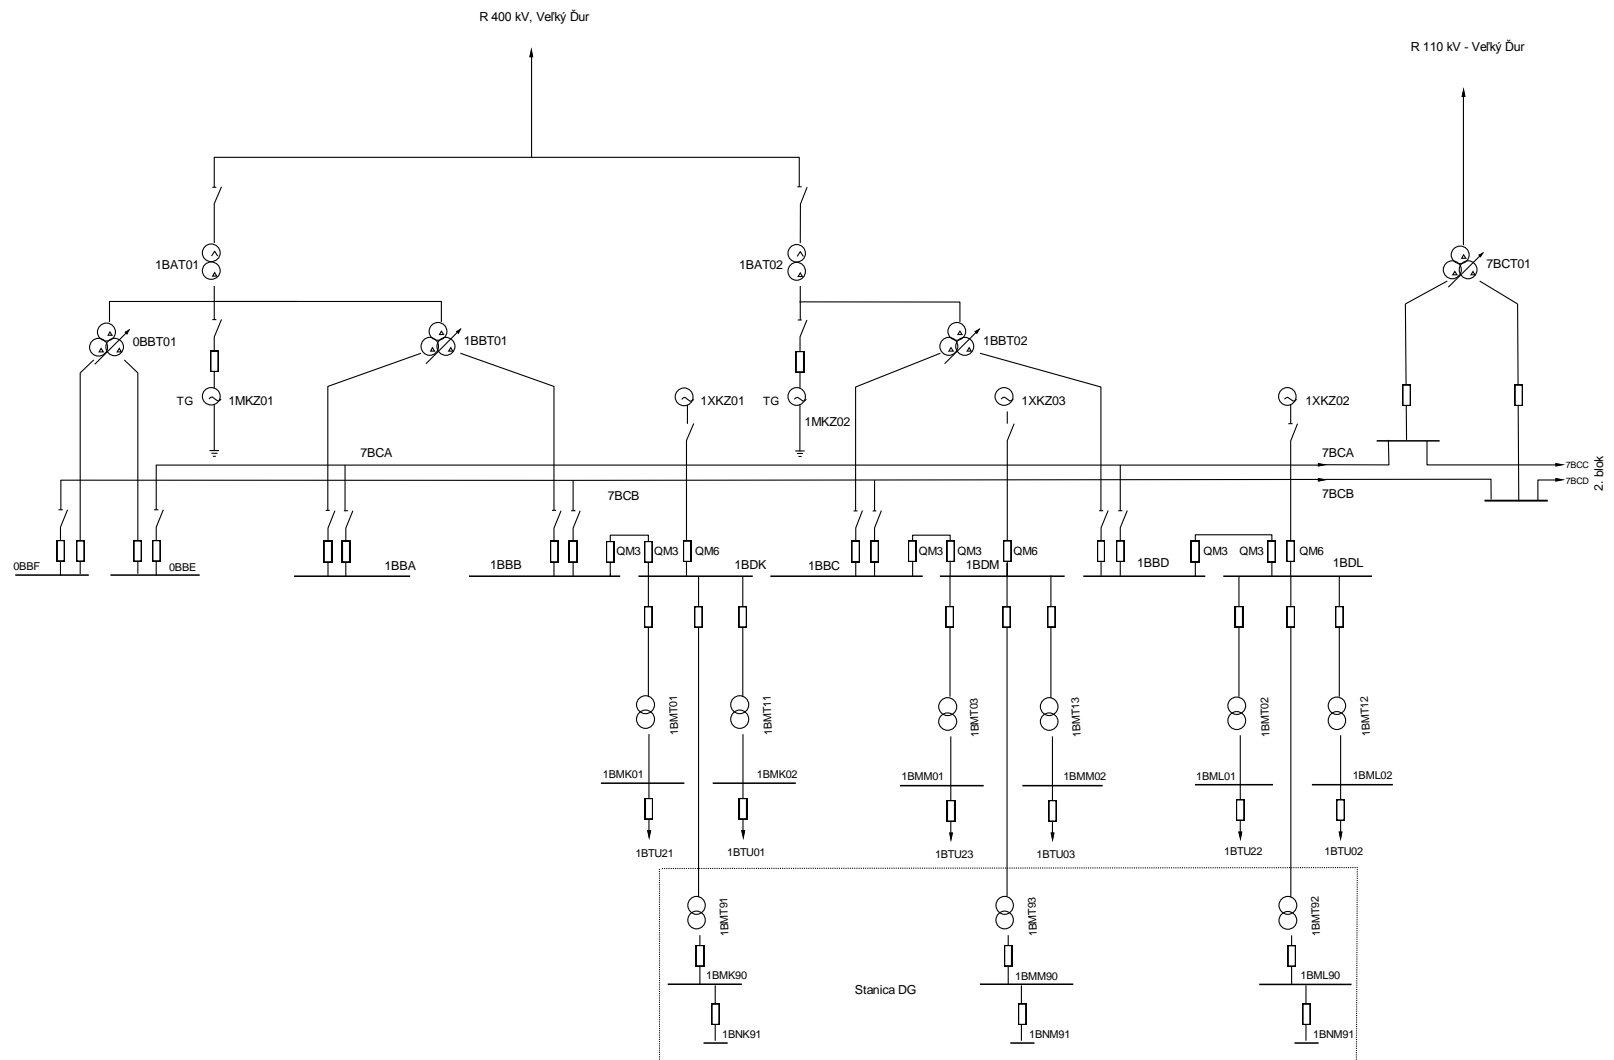 R 400 kV, Veľký Ďur
R 110 kV - Veľký Ďur
1BAT01
1BAT02
7BCT01
0BBT01
1BBT01
1BBT02
TG
1MKZ01
1XKZ01
TG
1MKZ02
1XKZ03
1XKZ02
7BCA
7BCA
7BCC
7BCB
7BCB
7BCD
2. blok
0BBF
0BBE
1BBA
1BBB
QM3
QM3
QM6
1BDK
1BBC
QM3
QM3
QM6
1BDM
1BBD
QM3
QM3
QM6
1BDL
1BMT01
1BMT11
1BMT03
1BMT13
1BMT02
1BMT12
1BMK01
1BMK02
1BMM01
1BMM02
1BML01
1BML02
1BTU21
1BTU01
1BTU23
1BTU03
1BTU22
1BTU02
1BMT91
1BMT93
1BMT92
1BMK90
1BMM90
1BML90
Stanica DG
1BNK91
1BNM91
1BNM91